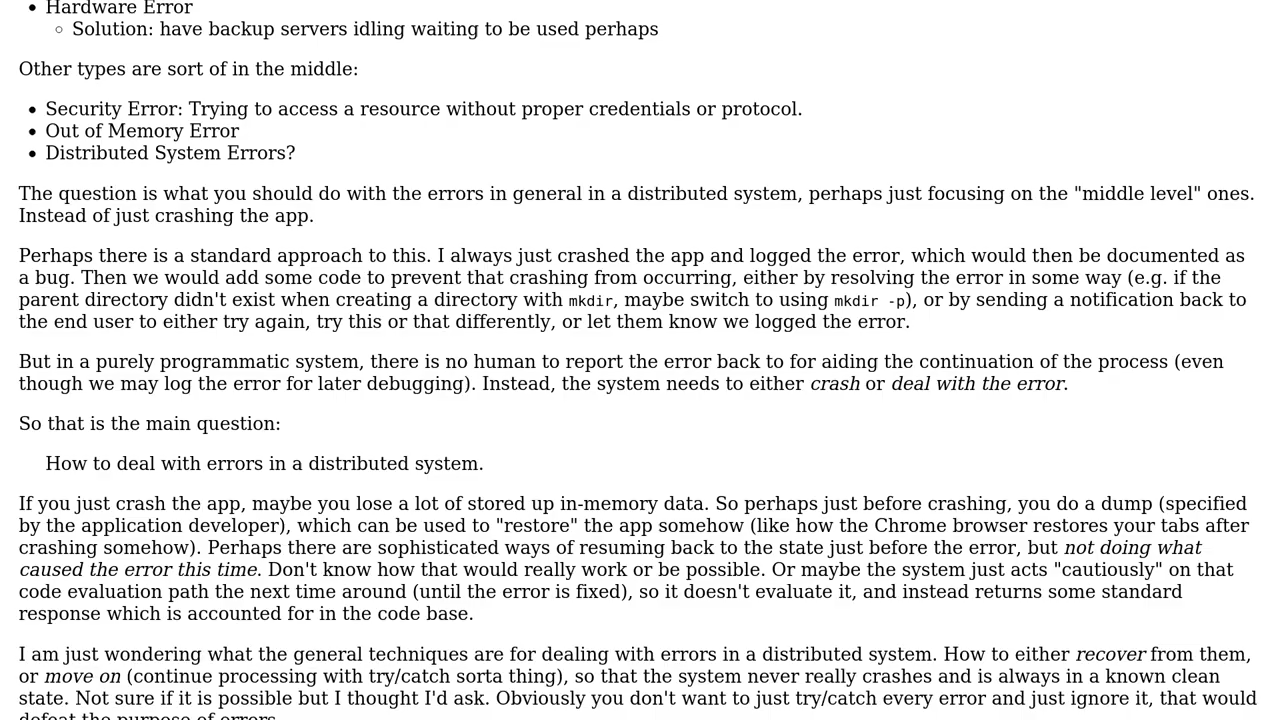 Hardware Error
Solution: have backup servers idling waiting to be used perhaps
Other types are sort of in the middle:
Security Error: Trying to access a resource without proper credentials or protocol.
Out of Memory Error
Distributed System Errors?
The question is what you should do with the errors in general in a distributed system, perhaps just focusing on the "middle level" ones.
Instead of just crashing the app.
Perhaps there is a standard approach to this. I always just crashed the app and logged the error, which would then be documented as
a bug. Then we would add some code to prevent that crashing from occurring, either by resolving the error in some way (e.g. if the
parent directory didn't exist when creating a directory with mkdir, maybe switch to using mkdir -p), or by sending a notification back to
the end user to either try again, try this or that differently, or let them know we logged the error.
But in a purely programmatic system, there is no human to report the error back to for aiding the continuation of the process (even
though we may log the error for later debugging). Instead, the system needs to either crash or deal with the error.
So that is the main question:
How to deal with errors in a distributed system.
If you just crash the app, maybe you lose a lot of stored up in-memory data. So perhaps just before crashing, you do a dump (specified
by the application developer), which can be used to "restore" the app somehow (like how the Chrome browser restores your tabs after
crashing somehow). Perhaps there are sophisticated ways of resuming back to the state just before the error, but not doing what
caused the error this time. Don't know how that would really work or be possible. Or maybe the system just acts "cautiously" on that
code evaluation path the next time around (until the error is fixed), so it doesn't evaluate it, and instead returns some standard
response which is accounted for in the code base.
I am just wondering what the general techniques are for dealing with errors in a distributed system. How to either recover from them,
or move on (continue processing with try/catch sorta thing), so that the system never really crashes and is always in a known clean
state. Not sure if it is possible but I thought I'd ask. Obviously you don't want to just try/catch every error and just ignore it, that would
defeat the purpose of errors.